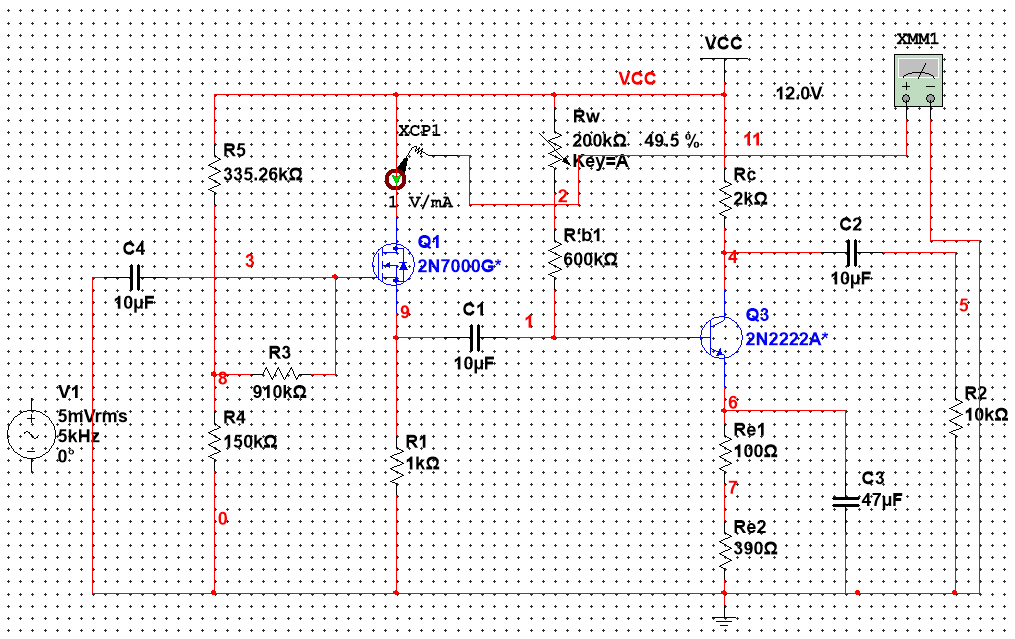 VCC
XMM1
VCC
12.0V
Rw
200kΩ 49.5 %
Key=A
11
XCP1
R5
335.26kΩ
Rc
2kΩ
1 V/mA
2
R'b1
600kΩ
C2
10µF
Q1
2N7000G*
C4
10µF
3
4
5
9
C1
10µF
1
Q3
2N2222A*
R3
910kΩ
8
V1
5mVrms
5kHz
0°
R4
150kΩ
R1
1kΩ
6
Re1
100Ω
R2
10kΩ
7
C3
47µF
0
Re2
390Ω